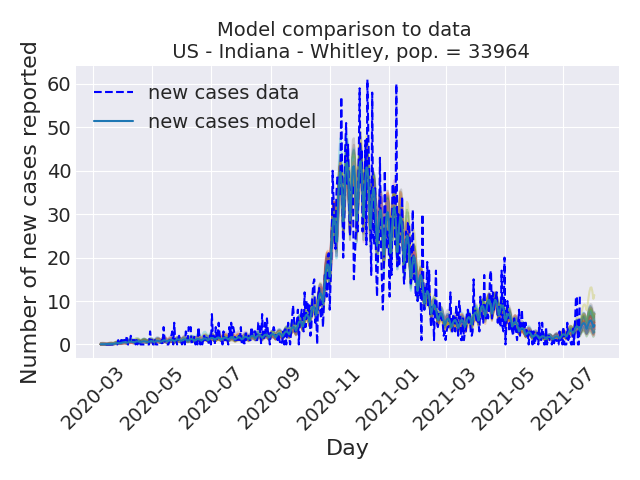 Model comparison to data
US - Indiana - Whitley, pop. = 33964
Number of new cases reported
60
50
40
30
20
10
0
new cases data
new cases model
2020-03
2020-05
2020-07
2020-09
2020-11
2021-01
2021-03
2021-05
2021-07
Day